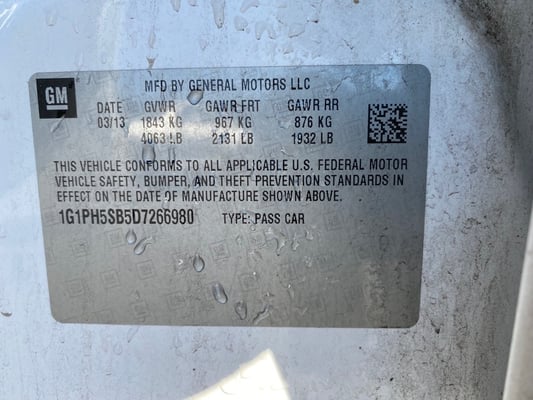 GM
MFD BY GENERAL MOTORS LLC
DATE GVWR GAWR FRT GAWR RR
03/13 1843 KG 967 KG 876 KG
4063 LB 2131 LB 1932 LB
THIS VEHICLE CONFORMS TO ALL APPLICABLE U.S. FEDERAL MOTOR
VEHICLE SAFETY, BUMPER, AND THEFT PREVENTION STANDARDS IN
EFFECT ON THE DATE OF MANUFACTURE SHOWN ABOVE.
1G1PH5SB5D7266980 TYPE: PASS CAR